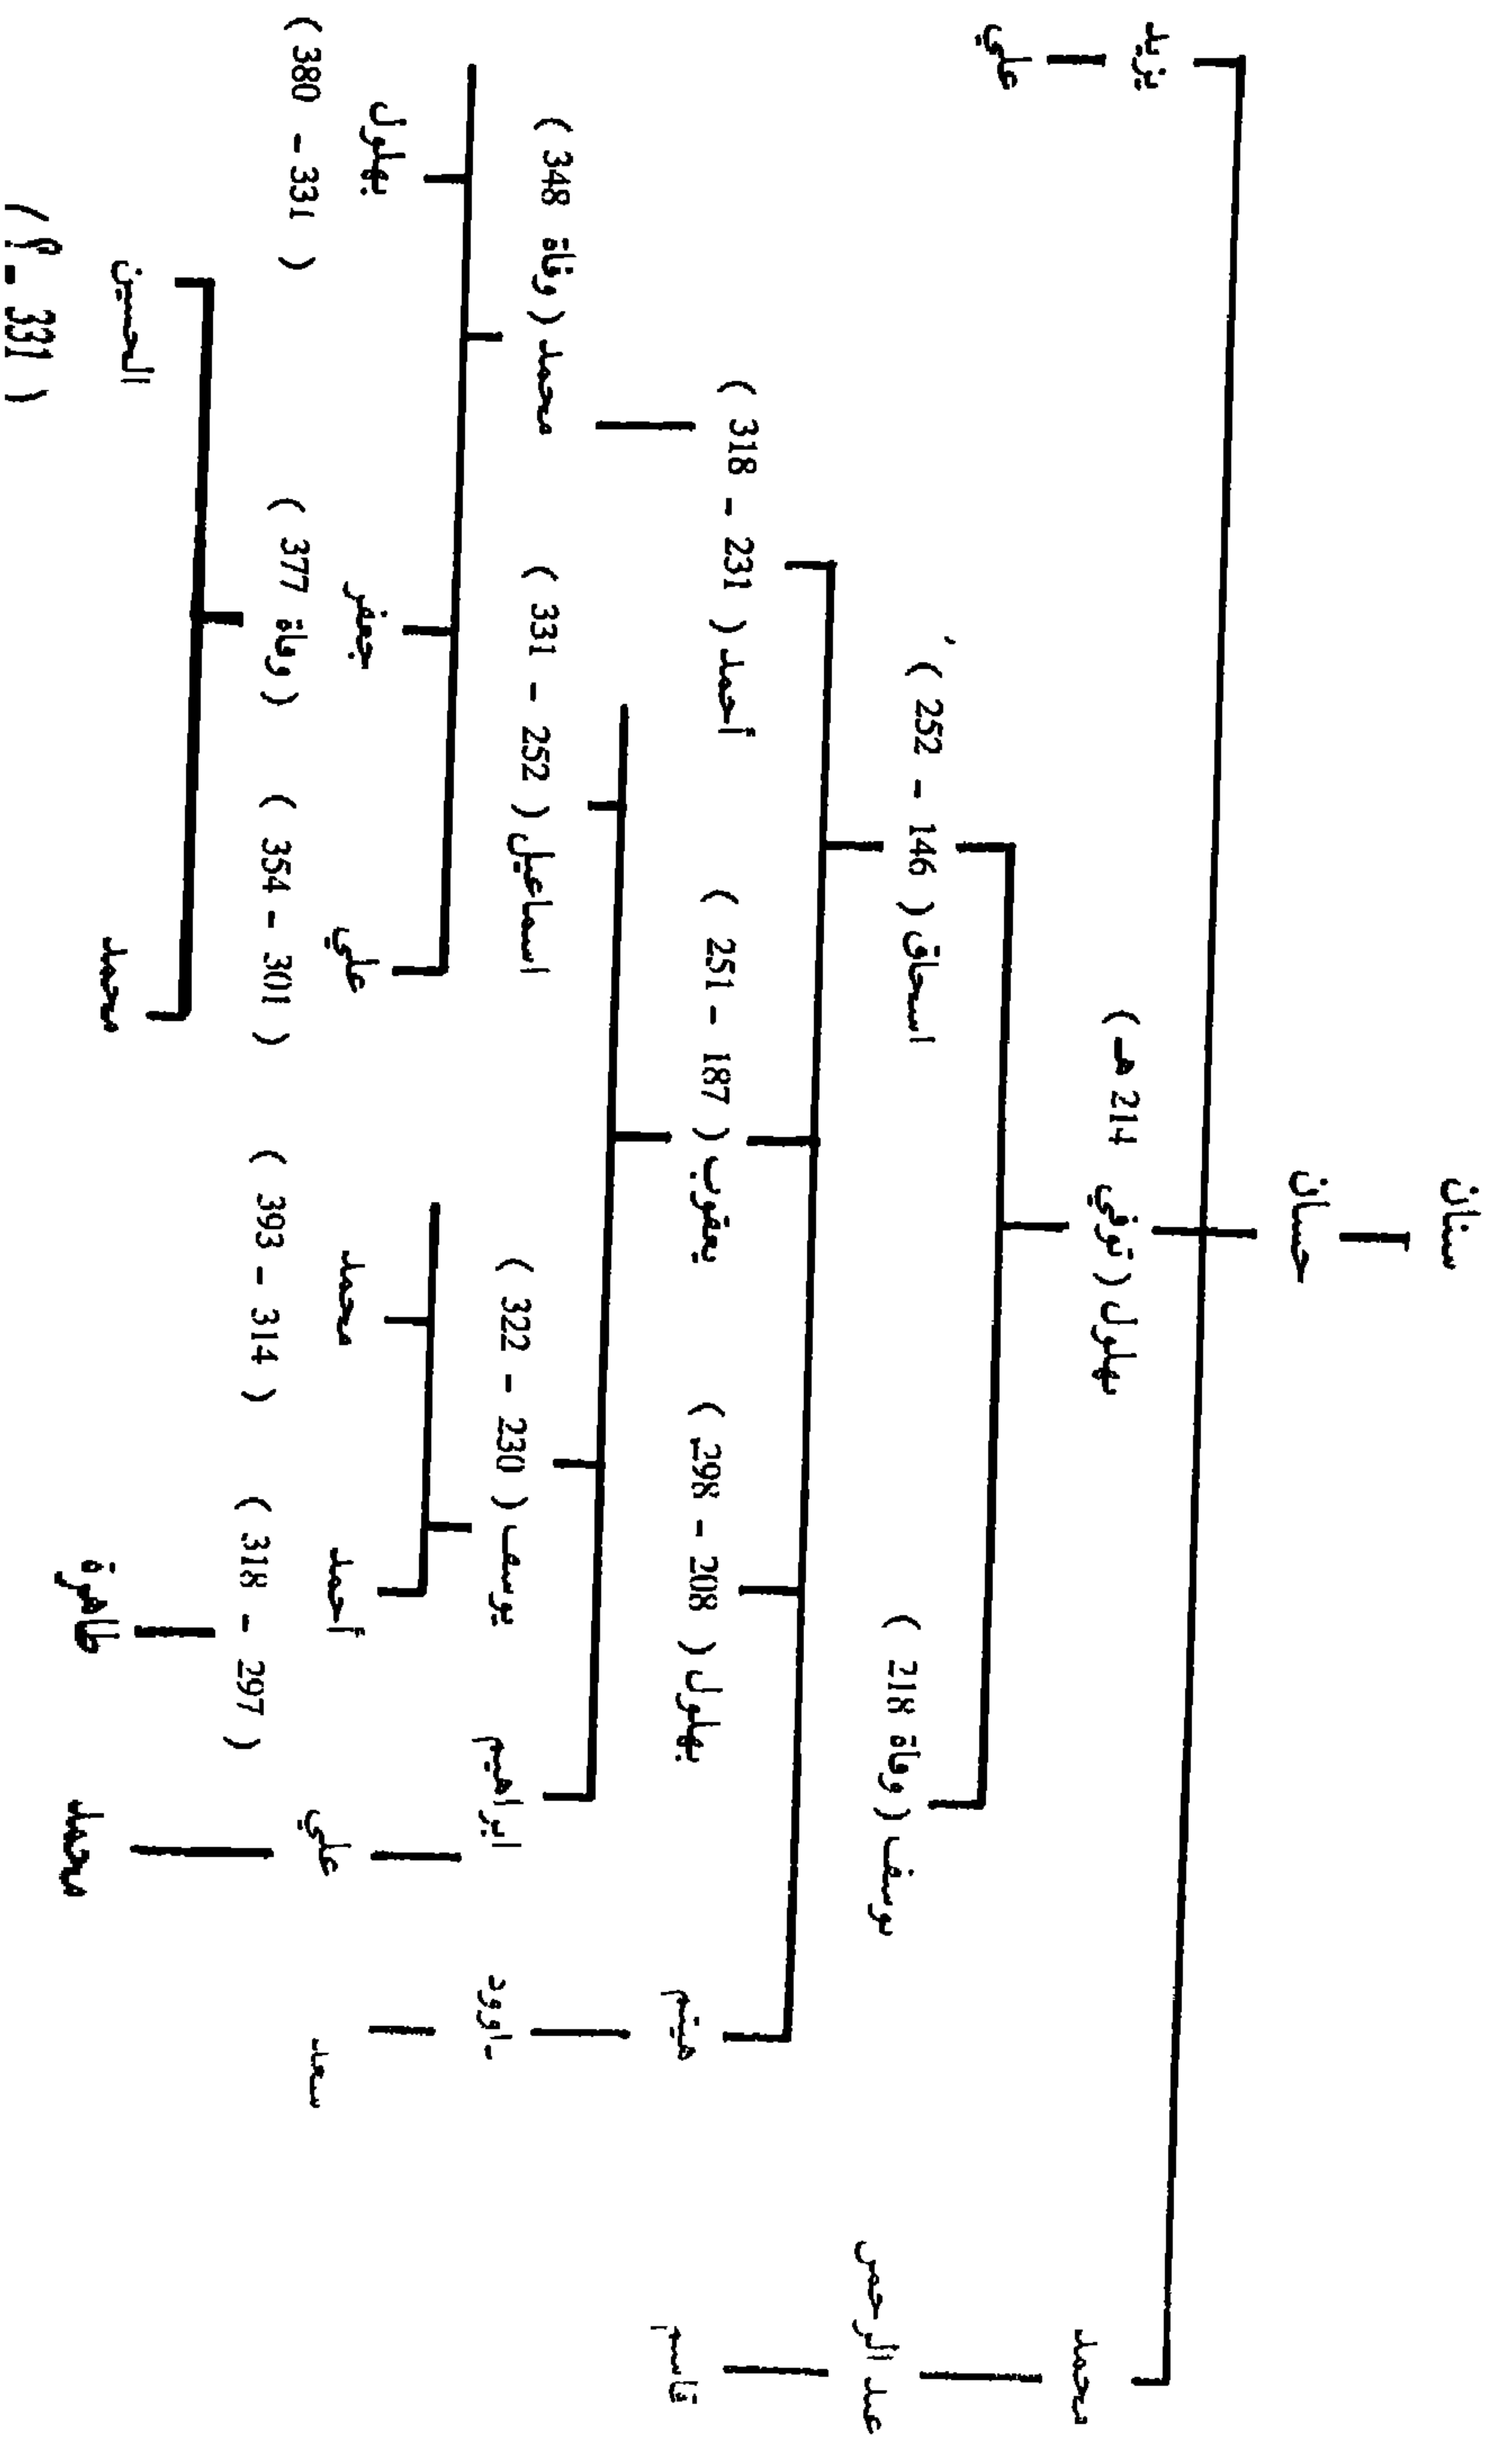 سنان
حسان
محمد بهلول ( توفي 214 هـ ) يزيد
عبد الرحمن يوسف ( وفاة 218 ) اسحاق ( 146 - 252 ) علي
قاسم هيثم بهلول ( 208 - 298 ) يعقوب ( 187 - 251 ) أحمد ( 231 - 318 )
داوود ابراهيم يوسف ( 230 - 322 ) اسماعيل ( 252 - 331 ) محمد ( وفاة 348 )
سعد علي أحمد محمد علي جعفر بهلول
( 297 - 318 ) ( 314 - 393 ) ( 301 - 354 ) ( وفاة 377 ) ( 331 - 380 )
محمد طاهرة محمد الحسين
( 331 - ؟ )